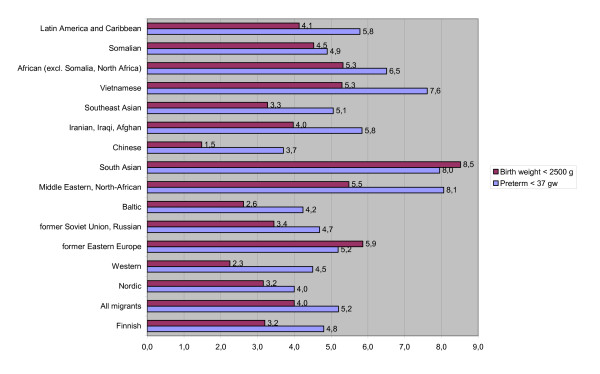 Latin America and Caribbean 4,1 5,8
Somalian 4,5 4,9
African (excl. Somalia, North Africa) 5,3 6,5
Vietnamese 5,3 7,6
Southeast Asian 3,3 5,1
Iranian, Iraqi, Afghan 4,0 5,8
Chinese 1,5 3,7
South Asian 8,5 8,0
Middle Eastern, North-African 5,5 8,1
Baltic 2,6 4,2
former Soviet Union, Russian 3,4 4,7
former Eastern Europe 5,9 5,2
Western 2,3 4,5
Nordic 3,2 4,0
All migrants 4,0 5,2
Finnish 3,2 4,8
0,0 1,0 2,0 3,0 4,0 5,0 6,0 7,0 8,0 9,0
Birth weight < 2500 g
Preterm < 37 gw